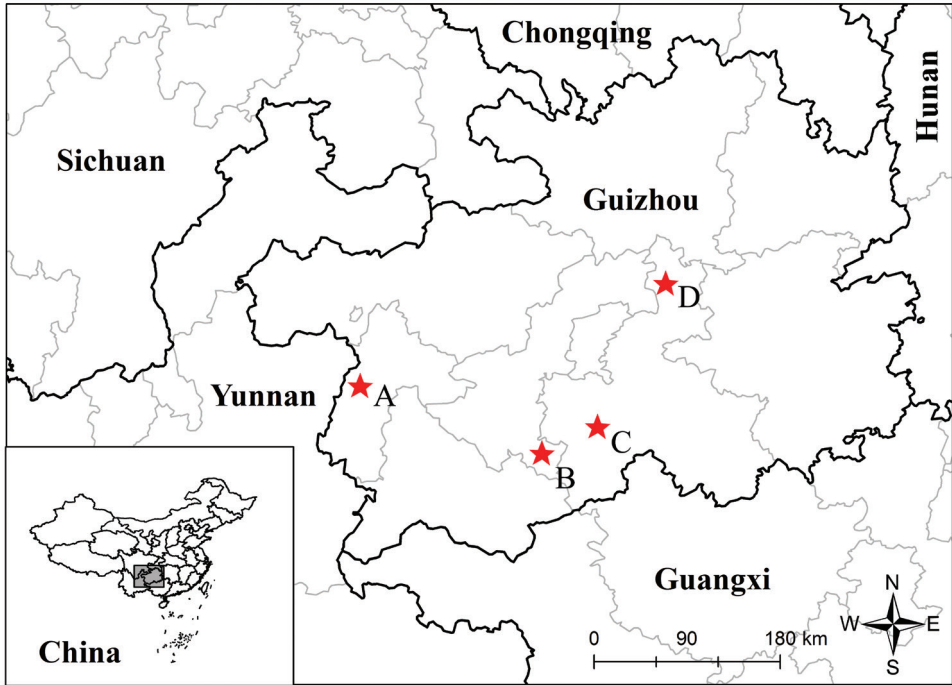 Chongqing
Hunan
Sichuan
Guizhou
D
Yunnan
A
C
B
Guangxi
N
W
E
S
0
90
180 km
China